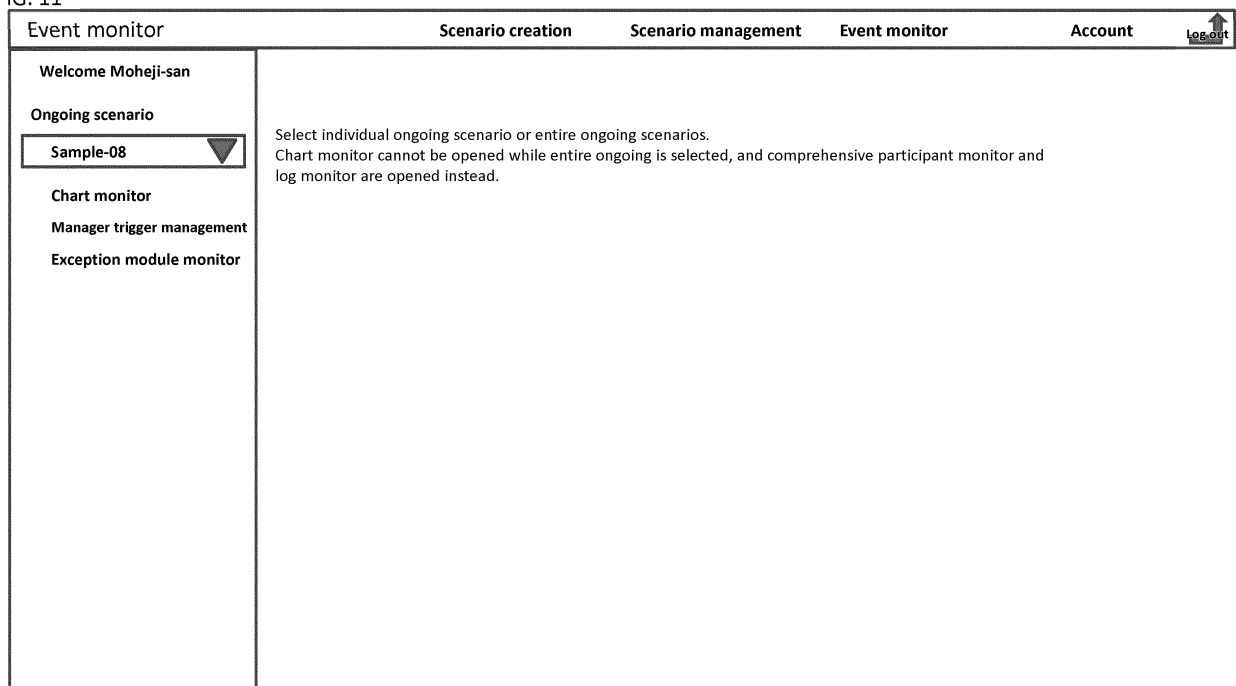 IG. 11
Event monitor Scenario creation Scenario management Event monitor Account Log out
Welcome Moheji-san
Ongoing scenario
Sample-08
Chart monitor
Manager trigger management
Exception module monitor
Select individual ongoing scenario or entire ongoing scenarios.
Chart monitor cannot be opened while entire ongoing is selected, and comprehensive participant monitor and
log monitor are opened instead.